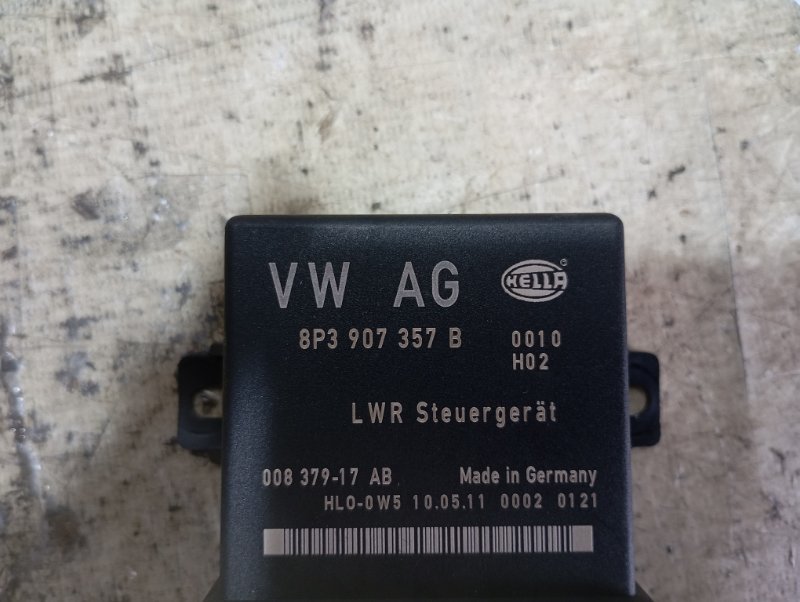 VW AG HELLA ®
8P3 907 357 B 0010
H02
LWR Steuergerät
008 379-17 AB Made in Germany
HLO-0W5 10.05.11 0002 0121